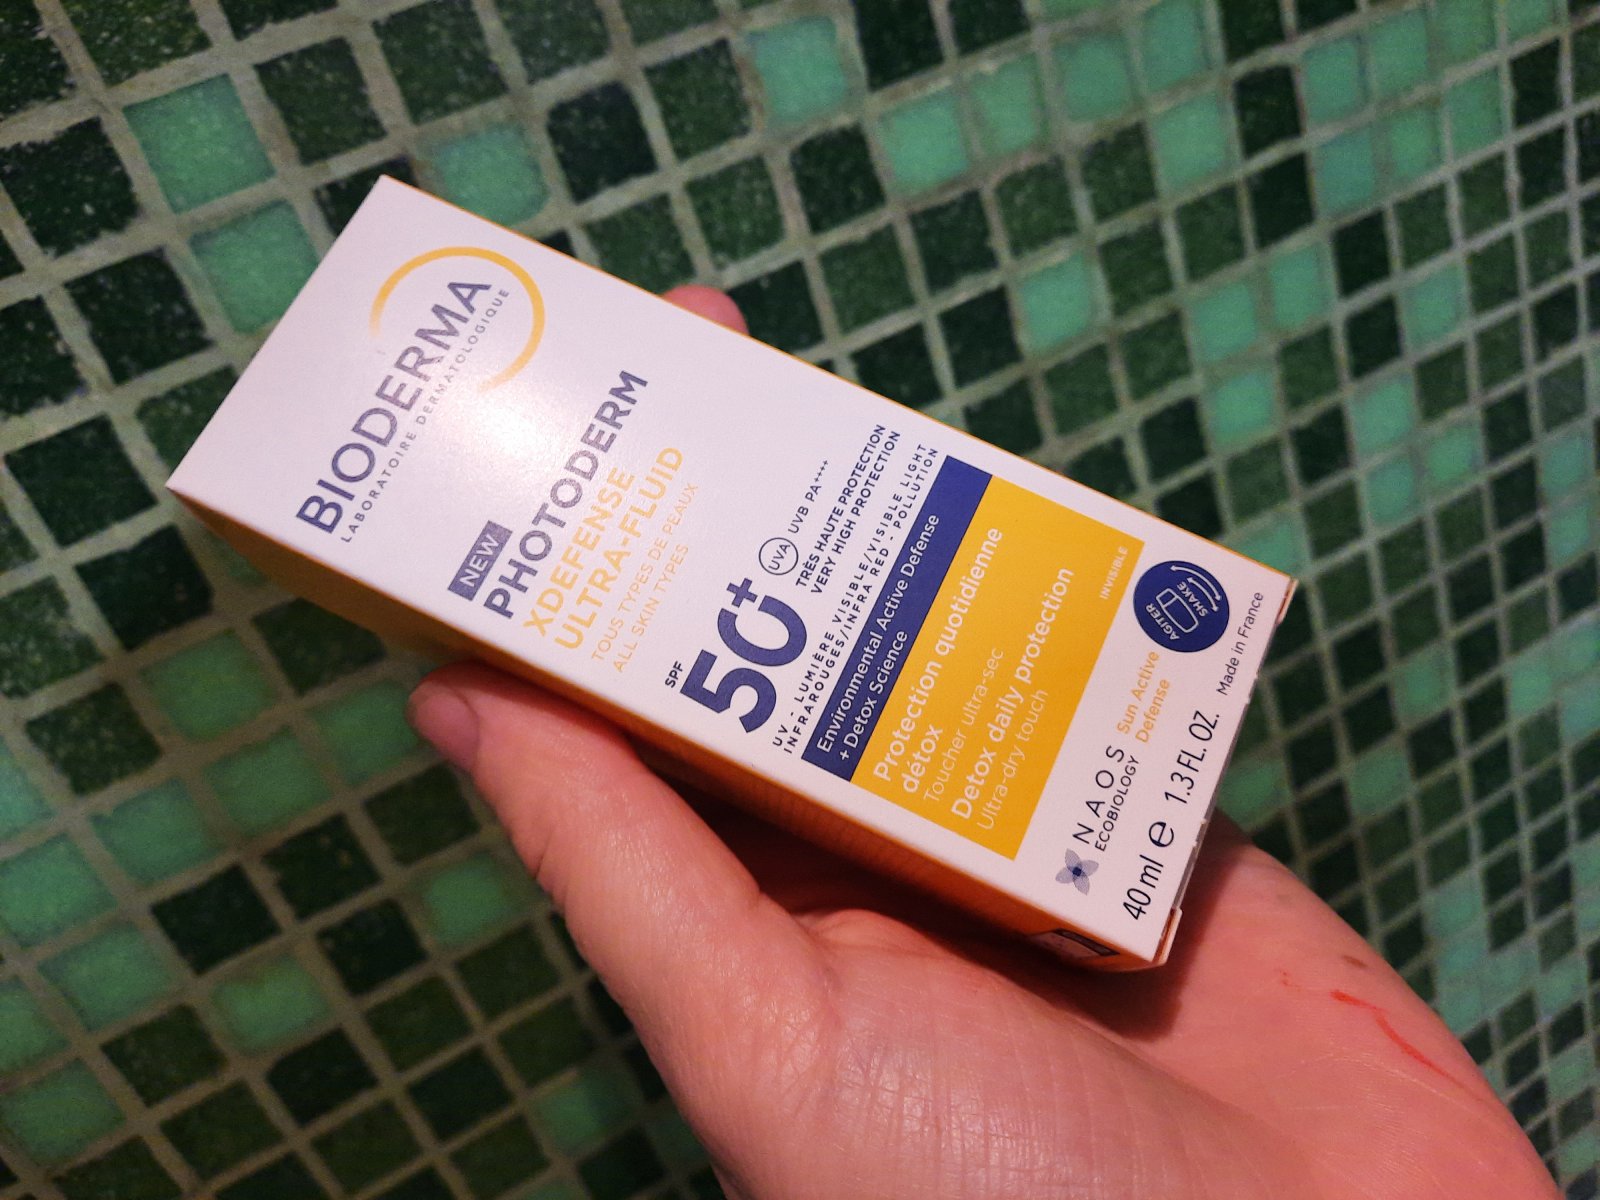 BIODERMA
LABORATOIRE DERMATOLOGIQUE
NEW
PHOTODERM
XDEFENSE
ULTRA-FLUID
TOUS TYPES DE PEAUX
ALL SKIN TYPES
SPF
50+
UVA UVB PA++++
TRÈS HAUTE PROTECTION
VERY HIGH PROTECTION
UV - LUMIÈRE VISIBLE/VISIBLE LIGHT
INFRAROUGES/INFRA RED - POLLUTION
Environmental Active Defense
+ Detox Science
Protection quotidienne
détox
Toucher ultra-sec
Detox daily protection
Ultra-dry touch
INVISIBLE
AGITER
SHAKE
NAOS
ECOBIOLOGY
Sun Active
Defense
40 ml e 1.3 FL. OZ.
Made in France